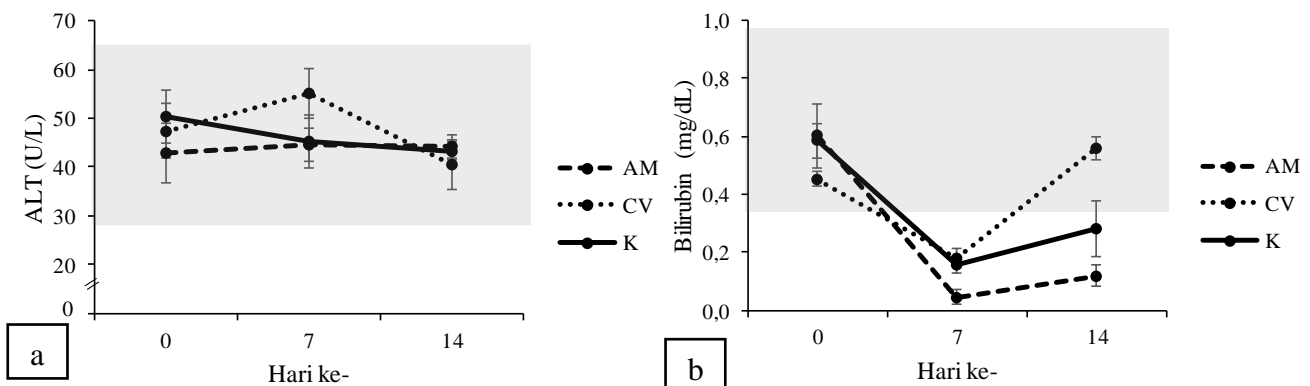 70
60
50
40
30
20
0
ALT (U/L)
0
7
14
Hari ke-
AM
CV
K
a
1,0
0,8
0,6
0,4
0,2
0,0
Bilirubin (mg/dL)
0
7
14
Hari ke-
AM
CV
K
b